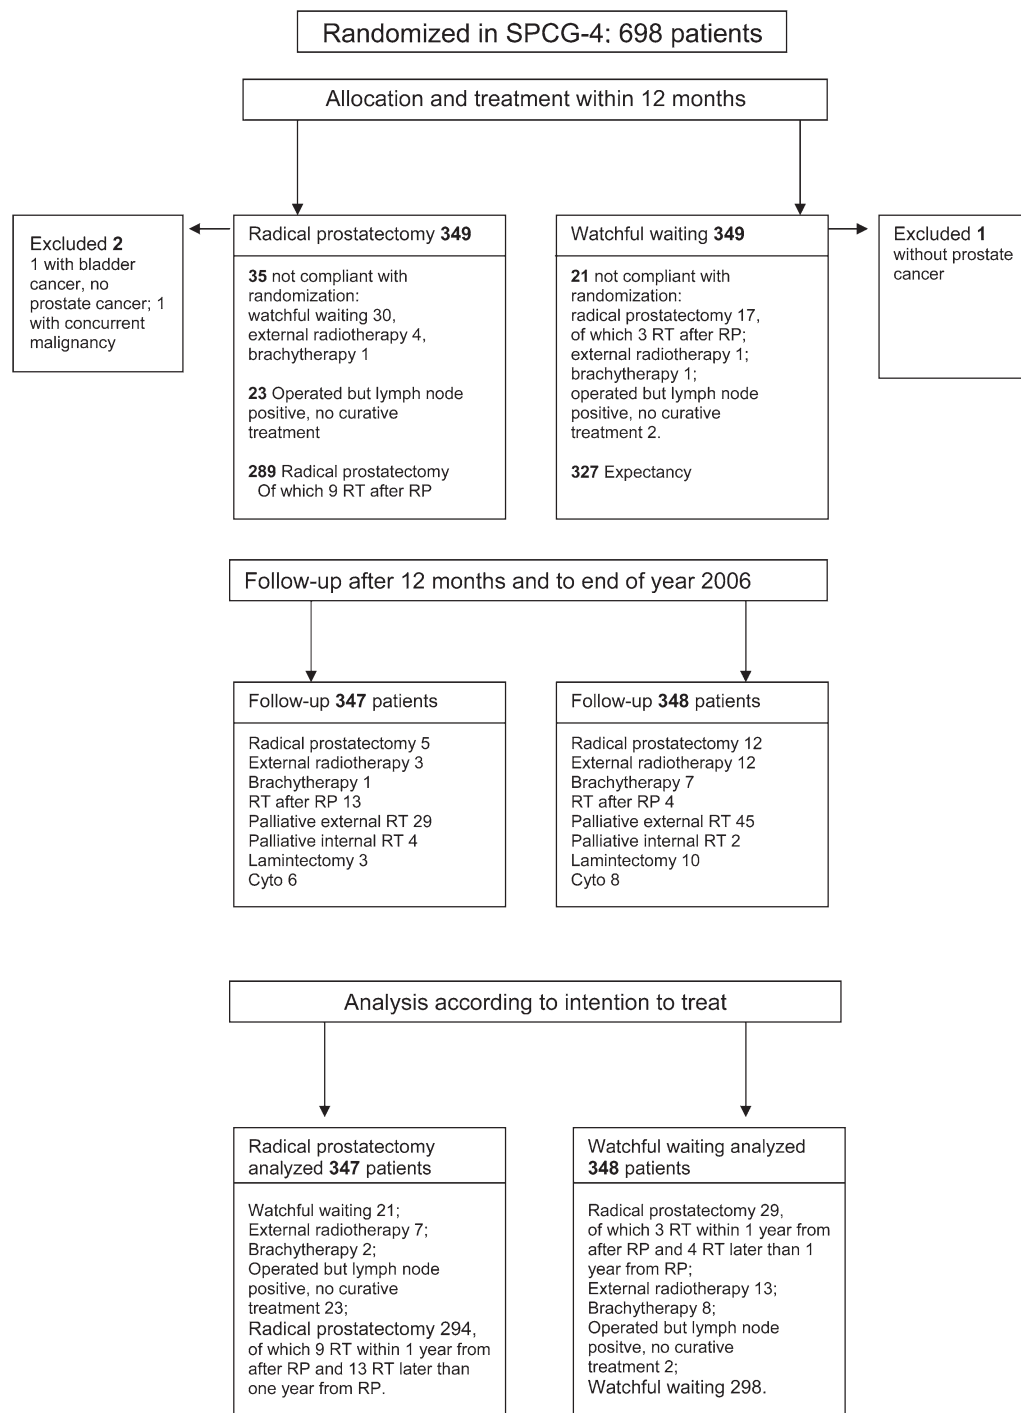 Randomized in SPCG-4: 698 patients
Allocation and treatment within 12 months
Excluded 2
1 with bladder
cancer, no
prostate cancer; 1
with concurrent
malignancy
Radical prostatectomy 349
35 not compliant with
randomization:
watchful waiting 30,
external radiotherapy 4,
brachytherapy 1
23 Operated but lymph node
positive, no curative
treatment
289 Radical prostatectomy
Of which 9 RT after RP
Watchful waiting 349
21 not compliant with
randomization:
radical prostatectomy 17,
of which 3 RT after RP;
external radiotherapy 1;
brachytherapy 1;
operated but lymph node
positive, no curative
treatment 2.
327 Expectancy
Excluded 1
without prostate
cancer
Follow-up after 12 months and to end of year 2006
Follow-up 347 patients
Radical prostatectomy 5
External radiotherapy 3
Brachytherapy 1
RT after RP 13
Palliative external RT 29
Palliative internal RT 4
Lamintectomy 3
Cyto 6
Follow-up 348 patients
Radical prostatectomy 12
External radiotherapy 12
Brachytherapy 7
RT after RP 4
Palliative external RT 45
Palliative internal RT 2
Lamintectomy 10
Cyto 8
Analysis according to intention to treat
Radical prostatectomy
analyzed 347 patients
Watchful waiting 21;
External radiotherapy 7;
Brachytherapy 2;
Operated but lymph node
positive, no curative
treatment 23;
Radical prostatectomy 294,
of which 9 RT within 1 year from
after RP and 13 RT later than
one year from RP.
Watchful waiting analyzed
348 patients
Radical prostatectomy 29,
of which 3 RT within 1 year from
after RP and 4 RT later than 1
year from RP;
External radiotherapy 13;
Brachytherapy 8;
Operated but lymph node
positve, no curative
treatment 2;
Watchful waiting 298.